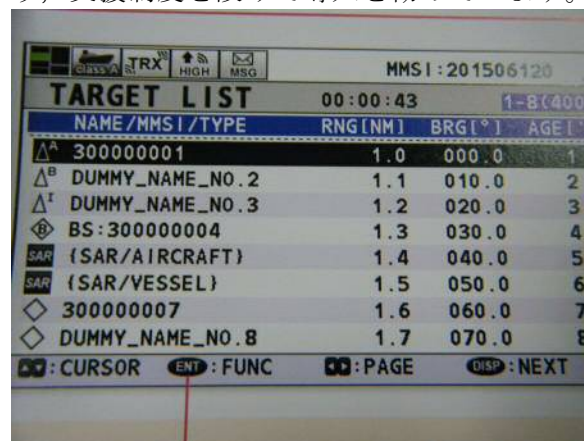 class A TRX HIGH MSG MMSI:201506120
TARGET LIST 00:00:43 1-8(400
NAME/MMSI/TYPE RNG[NM] BRG[°] AGE[
A 300000001 1.0 000.0 1
B DUMMY_NAME_NO.2 1.1 010.0 2
I DUMMY_NAME_NO.3 1.2 020.0 3
B BS:300000004 1.3 030.0 4
SAR {SAR/AIRCRAFT} 1.4 040.0 5
SAR {SAR/VESSEL} 1.5 050.0 6
300000007 1.6 060.0 7
DUMMY_NAME_NO.8 1.7 070.0
:CURSOR ENT:FUNC :PAGE DISP:NEXT